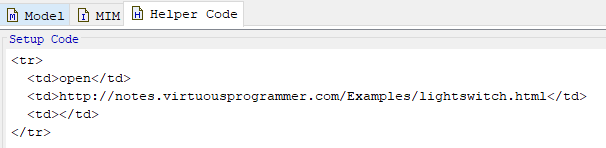 M Model I MIM H Helper Code
Setup Code
<tr>
<td>open</td>
<td>http://notes.virtuousprogrammer.com/Examples/lightswitch.html</td>
<td></td>
</tr>